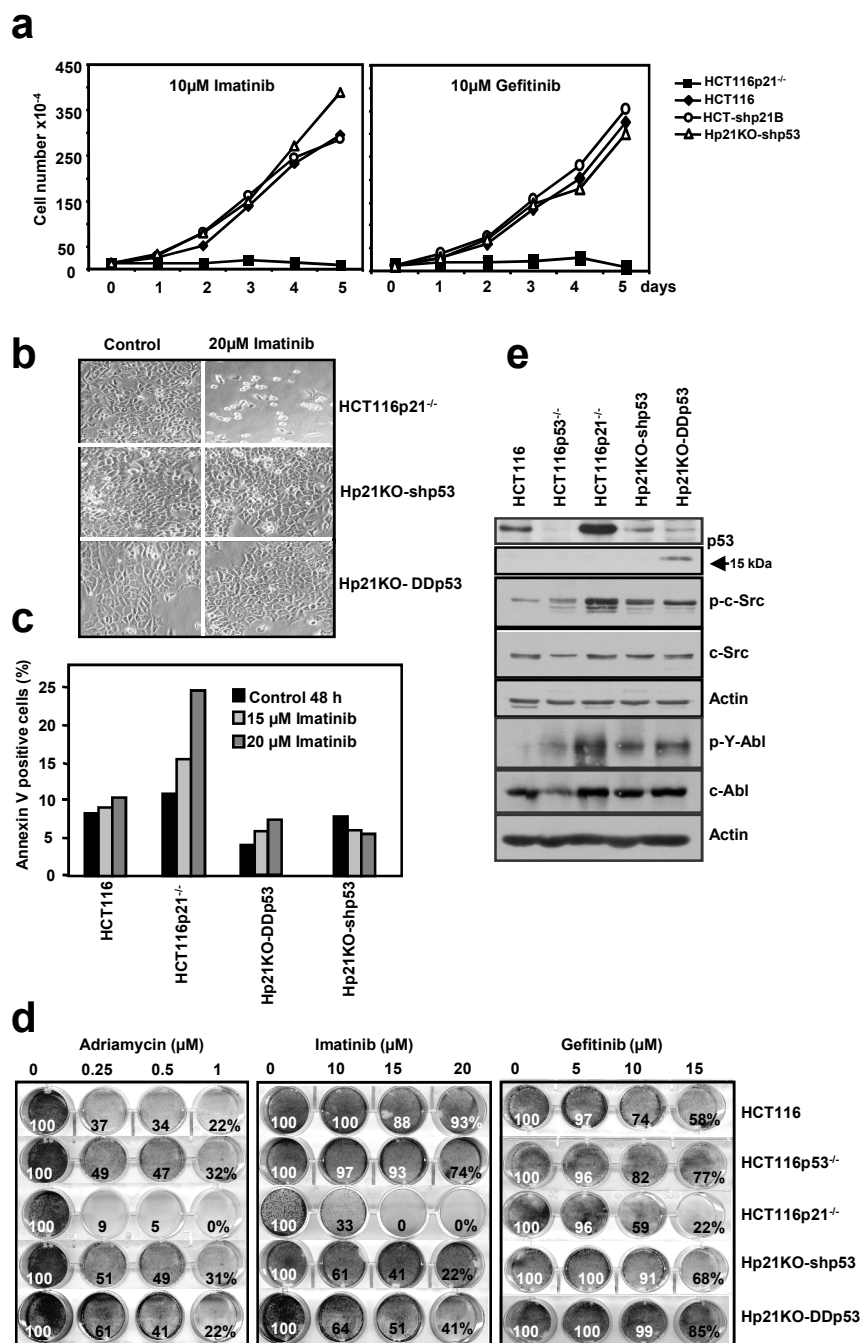 a
450
350
250
150
50
0
Cell number x10-4
10µM Imatinib
10µM Gefitinib
0 1 2 3 4 5
0 1 2 3 4 5 days
HCT116p21-/-
HCT116
HCT-shp21B
Hp21KO-shp53
b
Control 20µM Imatinib
HCT116p21-/-
Hp21KO-shp53
Hp21KO- DDp53
c
Annexin V positive cells (%)
25
20
15
10
5
0
Control 48 h
15 µM Imatinib
20 µM Imatinib
HCT116
HCT116p21-/-
Hp21KO-DDp53
Hp21KO-shp53
e
HCT116
HCT116p53-/-
HCT116p21-/-
Hp21KO-shp53
Hp21KO-DDp53
p53
15 kDa
p-c-Src
c-Src
Actin
p-Y-Abl
c-Abl
Actin
d
Adriamycin (µM) Imatinib (µM) Gefitinib (µM)
0 0.25 0.5 1 0 10 15 20 0 5 10 15
100 37 34 22% 100 100 88 93% 100 97 74 58% HCT116
100 49 47 32% 100 97 93 74% 100 96 82 77% HCT116p53-/-
100 9 5 0% 100 33 0 0% 100 96 59 22% HCT116p21-/-
100 51 49 31% 100 61 41 22% 100 100 91 68% Hp21KO-shp53
100 61 41 22% 100 64 51 41% 100 100 99 85% Hp21KO-DDp53